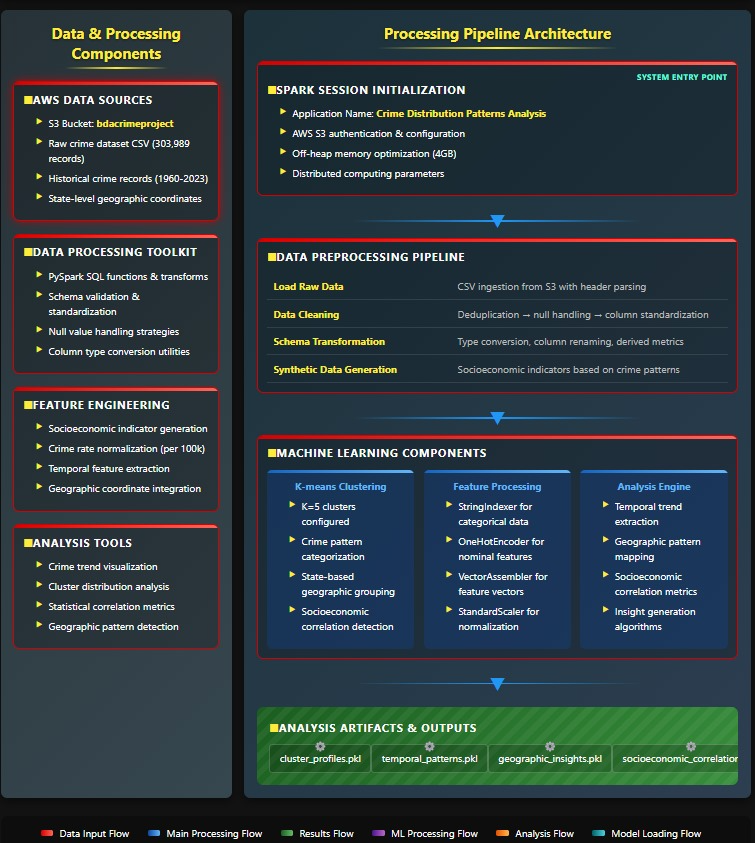 Data & Processing
Components
AWS DATA SOURCES
S3 Bucket: bdacrimeproject
Raw crime dataset CSV (303,989
records)
Historical crime records (1960-2023)
State-level geographic coordinates
DATA PROCESSING TOOLKIT
PySpark SQL functions & transforms
Schema validation &
standardization
Null value handling strategies
Column type conversion utilities
FEATURE ENGINEERING
Socioeconomic indicator generation
Crime rate normalization (per 100k)
Temporal feature extraction
Geographic coordinate integration
ANALYSIS TOOLS
Crime trend visualization
Cluster distribution analysis
Statistical correlation metrics
Geographic pattern detection
Processing Pipeline Architecture
SYSTEM ENTRY POINT
SPARK SESSION INITIALIZATION
Application Name: Crime Distribution Patterns Analysis
AWS S3 authentication & configuration
Off-heap memory optimization (4GB)
Distributed computing parameters
DATA PREPROCESSING PIPELINE
Load Raw Data CSV ingestion from S3 with header parsing
Data Cleaning Deduplication → null handling → column standardization
Schema Transformation Type conversion, column renaming, derived metrics
Synthetic Data Generation Socioeconomic indicators based on crime patterns
MACHINE LEARNING COMPONENTS
K-means Clustering
K=5 clusters
configured
Crime pattern
categorization
State-based
geographic grouping
Socioeconomic
correlation detection
Feature Processing
StringIndexer for
categorical data
OneHotEncoder for
nominal features
VectorAssembler for
feature vectors
StandardScaler for
normalization
Analysis Engine
Temporal trend
extraction
Geographic pattern
mapping
Socioeconomic
correlation metrics
Insight generation
algorithms
ANALYSIS ARTIFACTS & OUTPUTS
cluster_profiles.pkl temporal_patterns.pkl geographic_insights.pkl socioeconomic_correlation
Data Input Flow Main Processing Flow Results Flow ML Processing Flow Analysis Flow Model Loading Flow